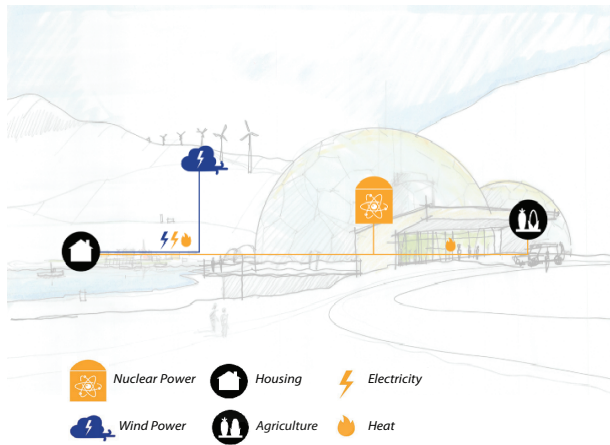 Nuclear Power
Housing
Electricity
Wind Power
Agriculture
Heat